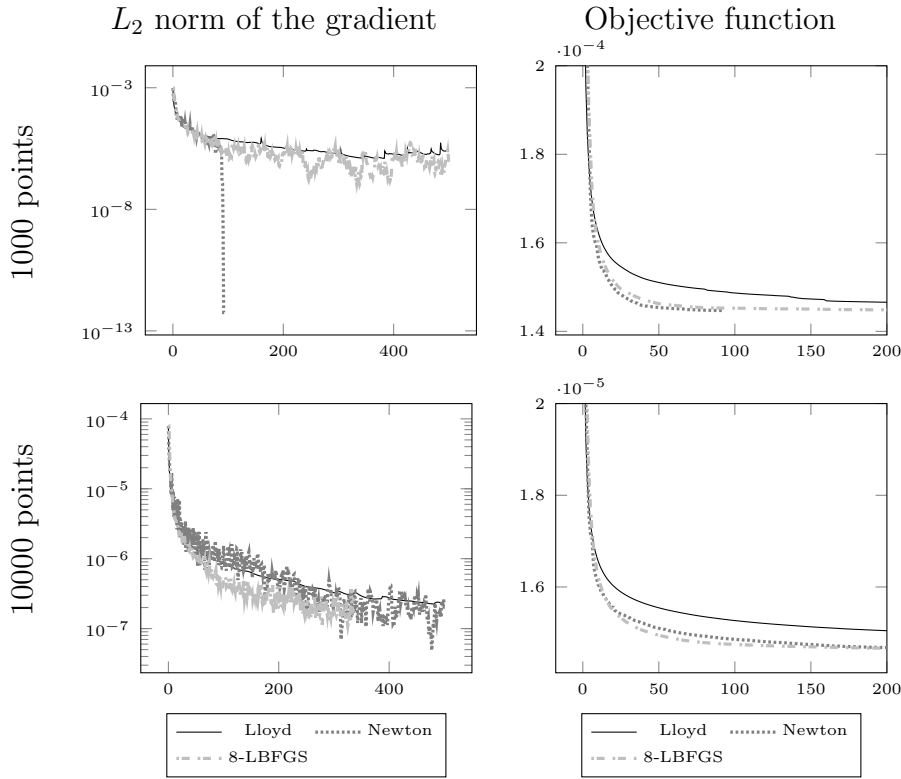 L₂ norm of the gradient
Objective function
1000 points
10⁻³
10⁻⁸
10⁻¹³
0 200 400
·10⁻⁴
2
1.8
1.6
1.4
0 50 100 150 200
10000 points
10⁻⁴
10⁻⁵
10⁻⁶
10⁻⁷
0 200 400
·10⁻⁵
2
1.8
1.6
0 50 100 150 200
Lloyd Newton
8-LBFGS
Lloyd Newton
8-LBFGS